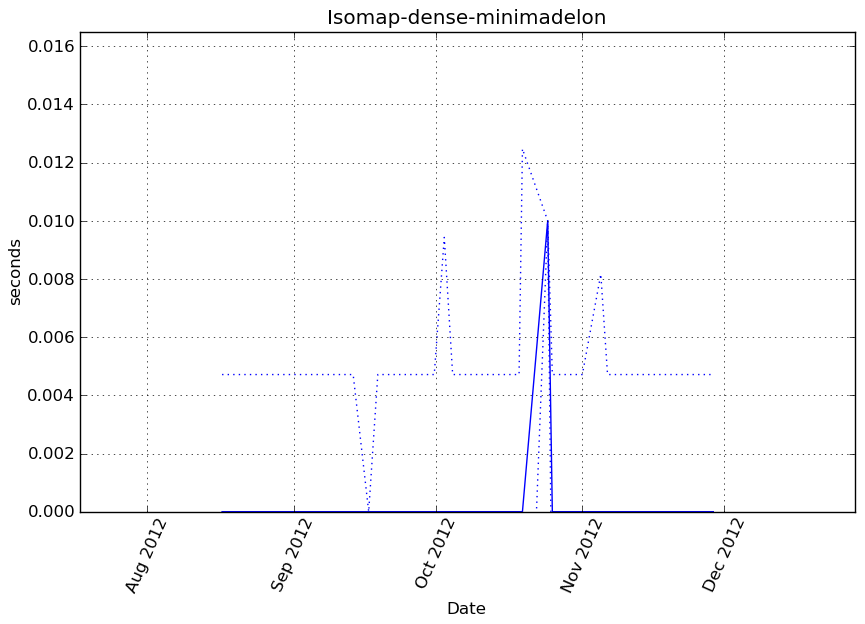 Isomap-dense-minimadelon
0.016
0.014
0.012
0.010
0.008
0.006
0.004
0.002
0.000
seconds
Aug 2012
Sep 2012
Oct 2012
Nov 2012
Dec 2012
Date